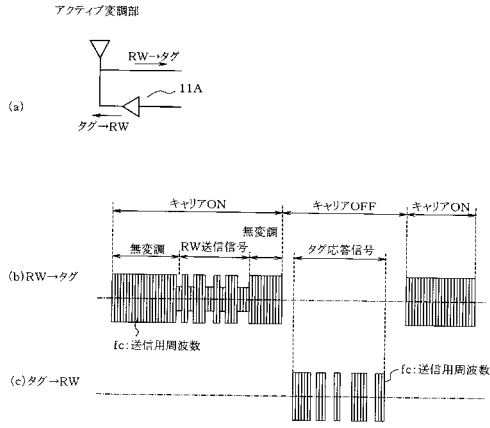 アクティブ変調部
RW→タグ
11A
(a)
タグ→RW
キャリアON
キャリアOFF
キャリアON
無変調
無変調
RW送信信号
タグ応答信号
(b)RW→タグ
fc:送信用周波数
fc:送信用周波数
(c)タグ→RW